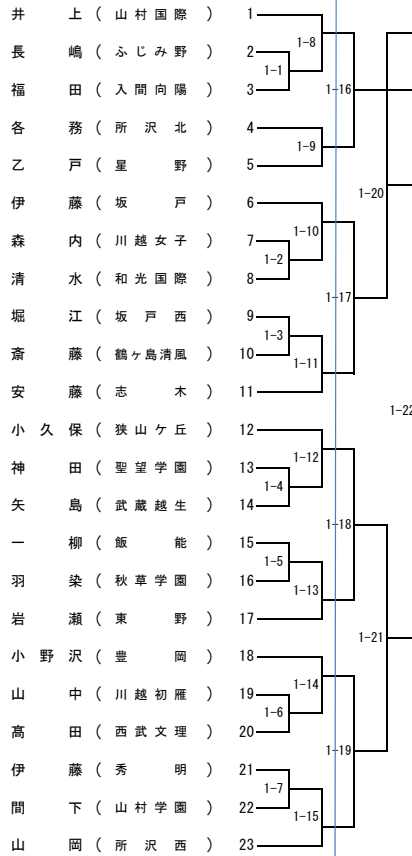 井上（山村国際） 1
1-8
長嶋（ふじみ野） 2
1-1
福田（入間向陽） 3
1-16
各務（所沢北） 4
1-9
乙戸（星野） 5
1-20
伊藤（坂戸） 6
1-10
森内（川越女子） 7
1-2
清水（和光国際） 8
1-17
堀江（坂戸西） 9
1-3
斎藤（鶴ヶ島清風） 10
1-11
安藤（志木） 11
1-22
小久保（狭山ケ丘） 12
1-12
神田（聖望学園） 13
1-4
矢島（武蔵越生） 14
1-18
一柳（飯能） 15
1-5
羽染（秋草学園） 16
1-13
岩瀬（東野） 17
1-21
小野沢（豊岡） 18
1-14
山中（川越初雁） 19
1-6
髙田（西武文理） 20
1-19
伊藤（秀明） 21
1-7
間下（山村学園） 22
1-15
山岡（所沢西） 23